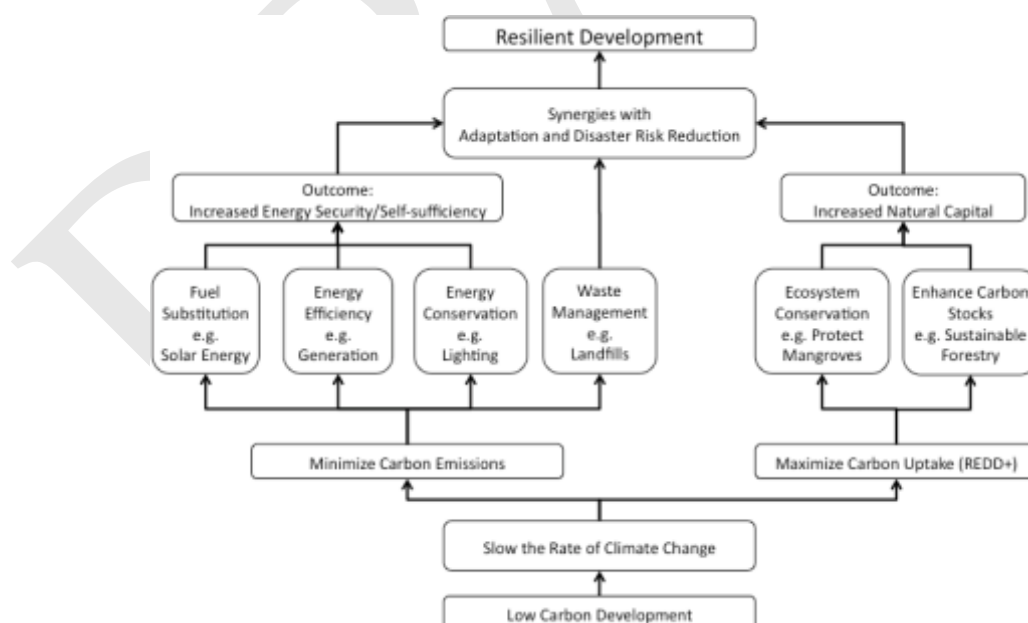 Resilient Development
Synergies with
Adaptation and Disaster Risk Reduction
Outcome:
Increased Energy Security/Self-sufficiency
Outcome:
Increased Natural Capital
Fuel
Substitution
e.g.
Solar Energy
Energy
Efficiency
e.g.
Generation
Energy
Conservation
e.g.
Lighting
Waste
Management
e.g.
Landfills
Ecosystem
Conservation
e.g. Protect
Mangroves
Enhance Carbon
Stocks
e.g. Sustainable
Forestry
Minimize Carbon Emissions
Maximize Carbon Uptake (REDD+)
Slow the Rate of Climate Change
Low Carbon Development